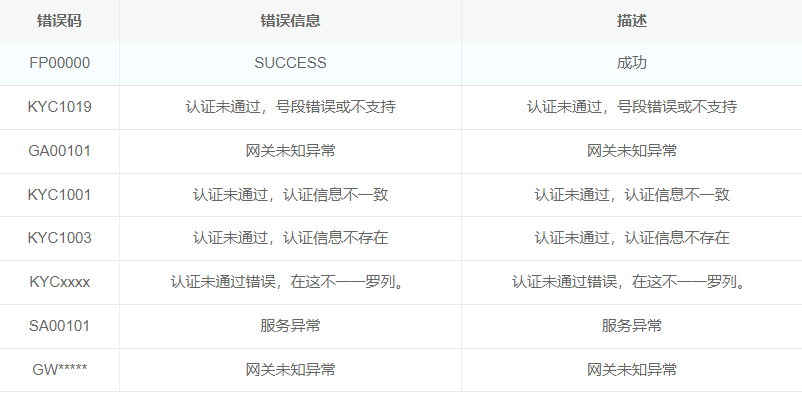 错误码 错误信息 描述
FP00000 SUCCESS 成功
KYC1019 认证未通过，号段错误或不支持 认证未通过，号段错误或不支持
GA00101 网关未知异常 网关未知异常
KYC1001 认证未通过，认证信息不一致 认证未通过，认证信息不一致
KYC1003 认证未通过，认证信息不存在 认证未通过，认证信息不存在
KYCxxxx 认证未通过错误，在这不一一罗列。 认证未通过错误，在这不一一罗列。
SA00101 服务异常 服务异常
GW***** 网关未知异常 网关未知异常